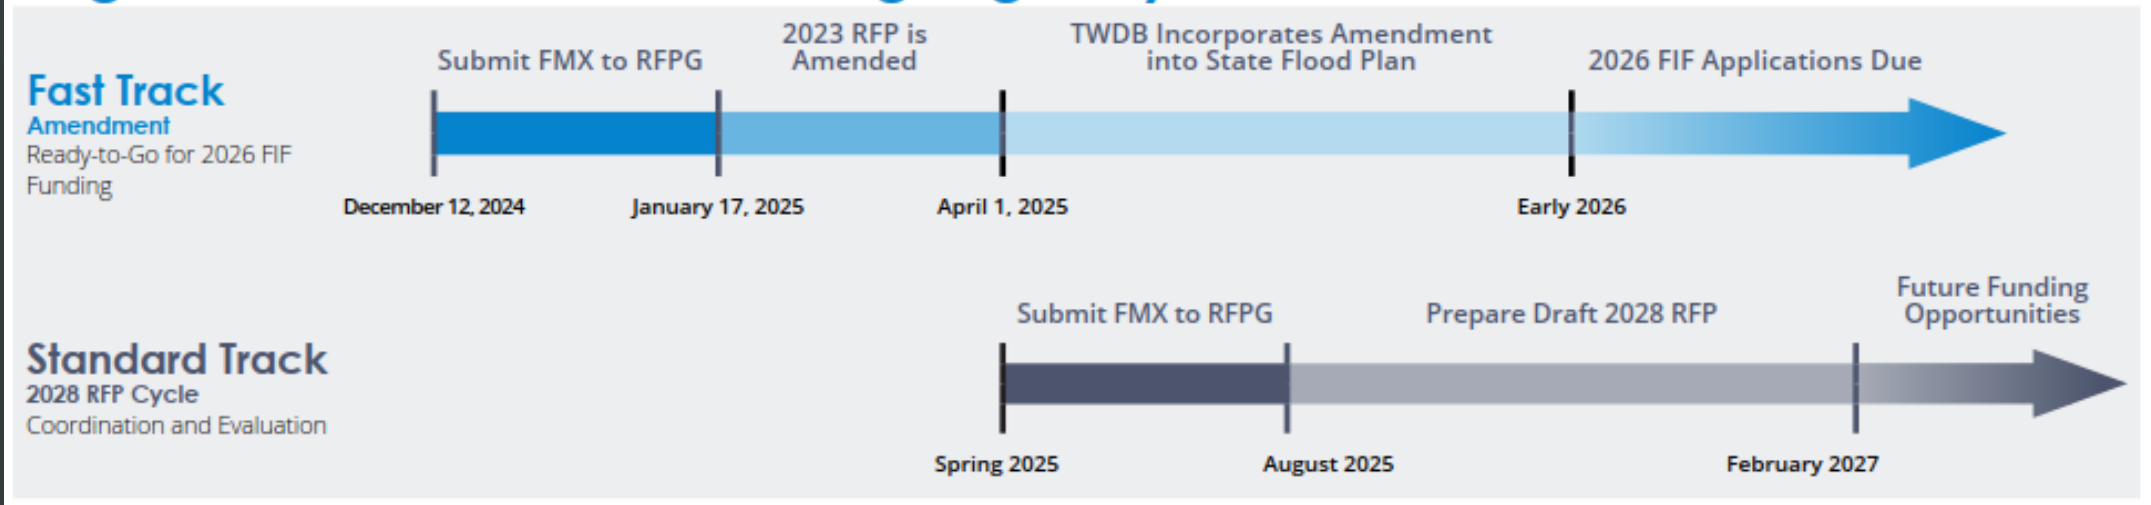 Submit FMX to RFPG
2023 RFP is
Amended
TWDB Incorporates Amendment
into State Flood Plan
2026 FIF Applications Due
Fast Track
Amendment
Ready-to-Go for 2026 FIF
Funding
December 12, 2024
January 17, 2025
April 1, 2025
Early 2026
Submit FMX to RFPG
Prepare Draft 2028 RFP
Future Funding
Opportunities
Standard Track
2028 RFP Cycle
Coordination and Evaluation
Spring 2025
August 2025
February 2027